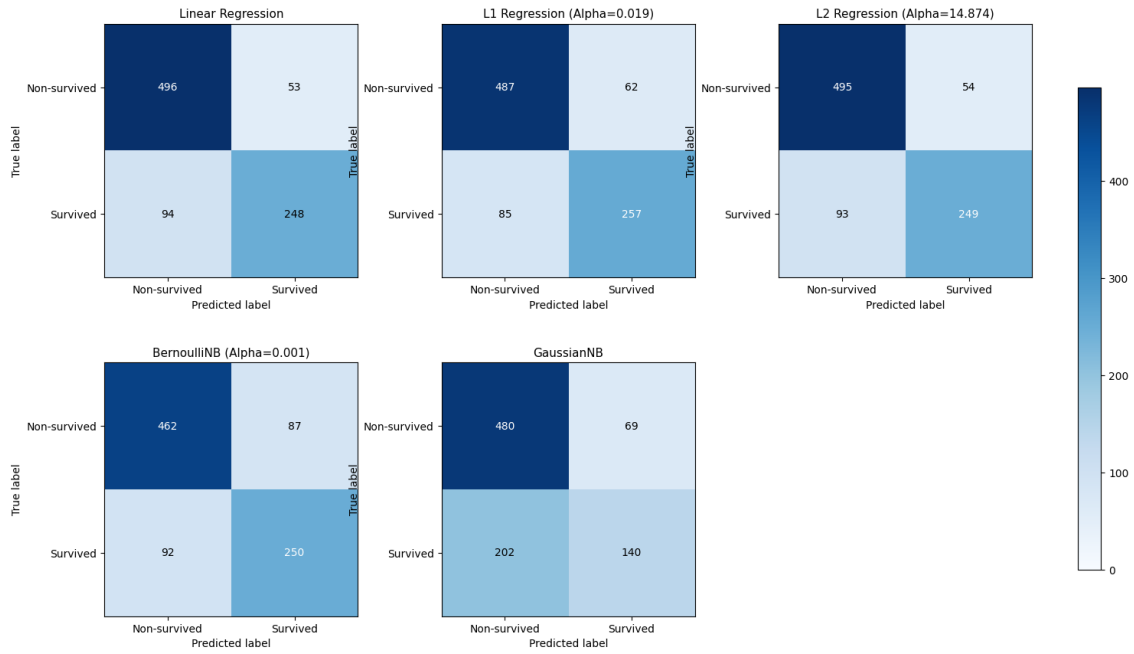 Linear Regression
Non-survived
496
53
True label
Survived
94
248
Non-survived
Survived
Predicted label
L1 Regression (Alpha=0.019)
Non-survived
487
62
True label
Survived
85
257
Non-survived
Survived
Predicted label
L2 Regression (Alpha=14.874)
Non-survived
495
54
True label
Survived
93
249
Non-survived
Survived
Predicted label
BernoulliNB (Alpha=0.001)
Non-survived
462
87
True label
Survived
92
250
Non-survived
Survived
Predicted label
GaussianNB
Non-survived
480
69
True label
Survived
202
140
Non-survived
Survived
Predicted label
400
300
200
100
0